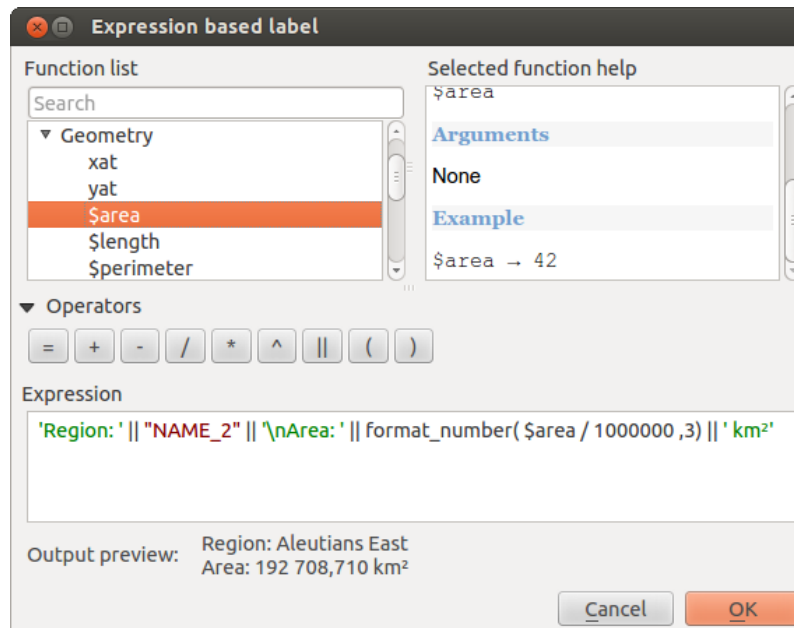 Expression based label
Function list
Selected function help
Search
Geometry
xat
yat
$area
$length
$perimeter
$area
Arguments
None
Example
$area → 42
Operators
= + - / * ^ || ( )
Expression
'Region: ' || "NAME_2" || '\nArea: ' || format_number( $area / 1000000 ,3) || ' km²'
Output preview:
Region: Aleutians East
Area: 192 708,710 km²
Cancel
OK